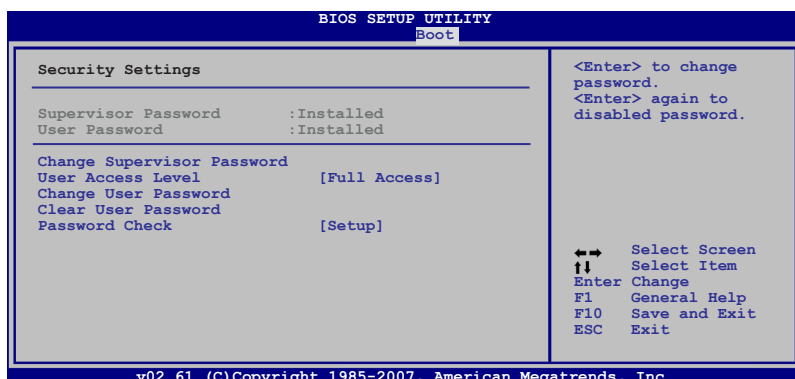 BIOS SETUP UTILITY
Boot
Security Settings
Supervisor Password :Installed
User Password :Installed
Change Supervisor Password
User Access Level [Full Access]
Change User Password
Clear User Password
Password Check [Setup]
<Enter> to change
password.
<Enter> again to
disabled password.
←→ Select Screen
↑↓ Select Item
Enter Change
F1 General Help
F10 Save and Exit
ESC Exit
v02.61 (C)Copyright 1985-2007, American Megatrends, Inc.